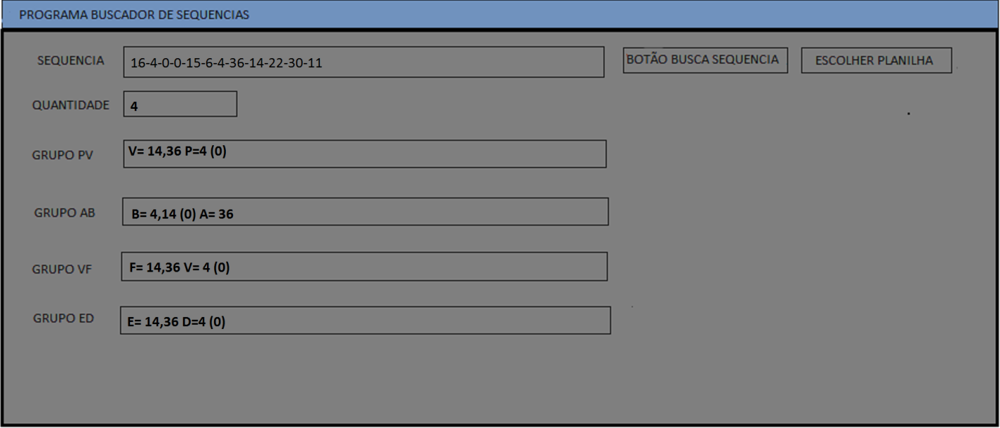 PROGRAMA BUSCADOR DE SEQUENCIAS
SEQUENCIA 16-4-0-0-15-6-4-36-14-22-30-11 BOTÃO BUSCA SEQUENCIA ESCOLHER PLANILHA
QUANTIDADE 4
GRUPO PV V= 14,36 P=4 (0)
GRUPO AB B= 4,14 (0) A= 36
GRUPO VF F= 14,36 V= 4 (0)
GRUPO ED E= 14,36 D=4 (0)